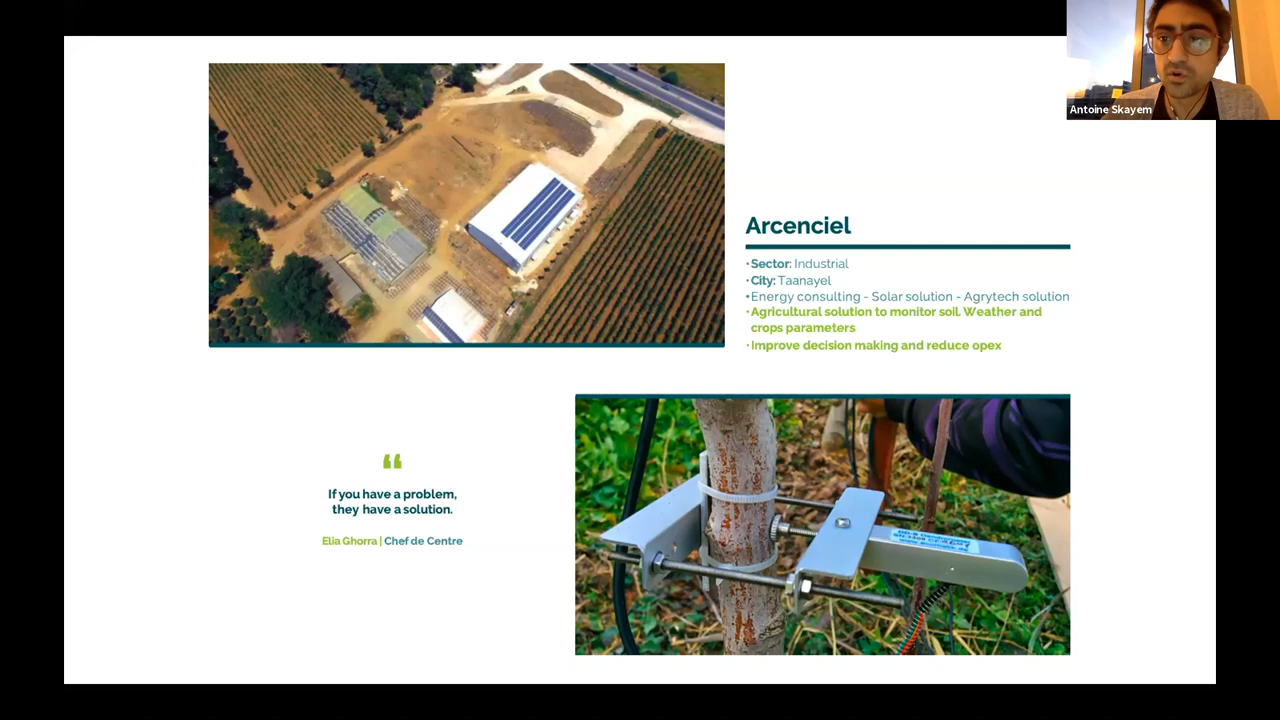 Antoine Skayem
Arcenciel
• Sector: Industrial
• City: Taanayel
• Energy consulting - Solar solution - Agrytech solution
• Agricultural solution to monitor soil. Weather and
crops parameters
• Improve decision making and reduce opex
“
If you have a problem,
they have a solution.
Elia Ghorra | Chef de Centre
Dendrometer